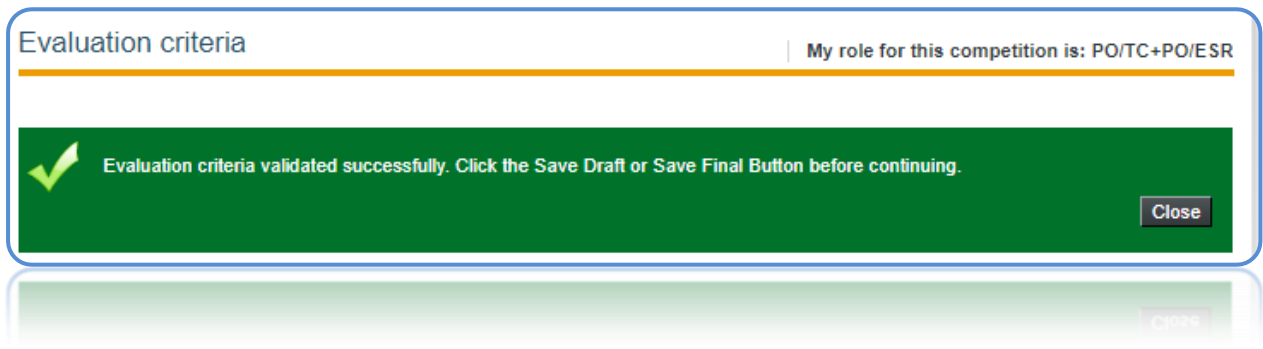 Evaluation criteria
My role for this competition is: PO/TC+PO/ESR
Evaluation criteria validated successfully. Click the Save Draft or Save Final Button before continuing.
Close